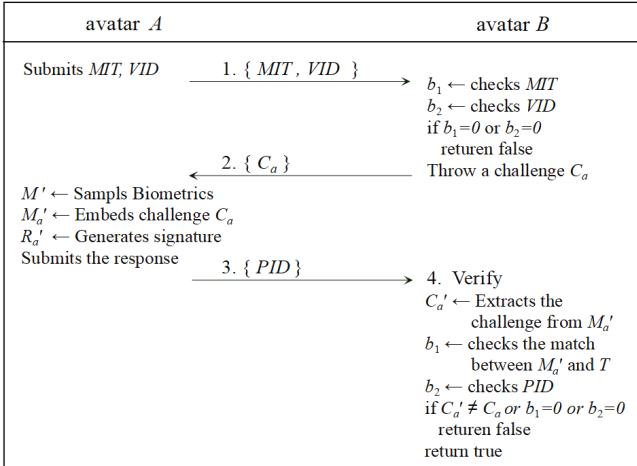 avatar A avatar B
Submits MIT, VID
1. { MIT , VID }
b₁ ← checks MIT
b₂ ← checks VID
if b₁=0 or b₂=0
returen false
Throw a challenge Cₐ
2. { Cₐ }
M' ← Sampls Biometrics
Mₐ' ← Embeds challenge Cₐ
Rₐ' ← Generates signature
Submits the response
3. { PID }
4. Verify
Cₐ' ← Extracts the
challenge from Mₐ'
b₁ ← checks the match
between Mₐ' and T
b₂ ← checks PID
if Cₐ' ≠ Cₐ or b₁=0 or b₂=0
returen false
return true